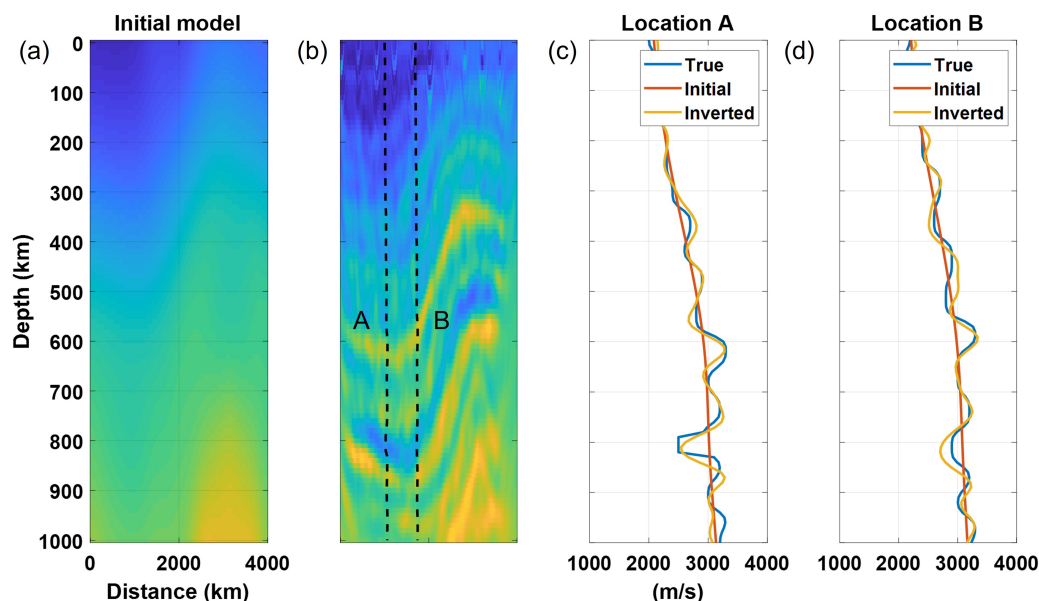 Initial model
Location A
Location B
(a)
(b)
(c)
(d)
0
100
200
300
400
500
600
700
800
900
1000
Depth (km)
A
B
True
Initial
Inverted
True
Initial
Inverted
0 2000 4000
Distance (km)
1000 2000 3000 4000
(m/s)
1000 2000 3000 4000